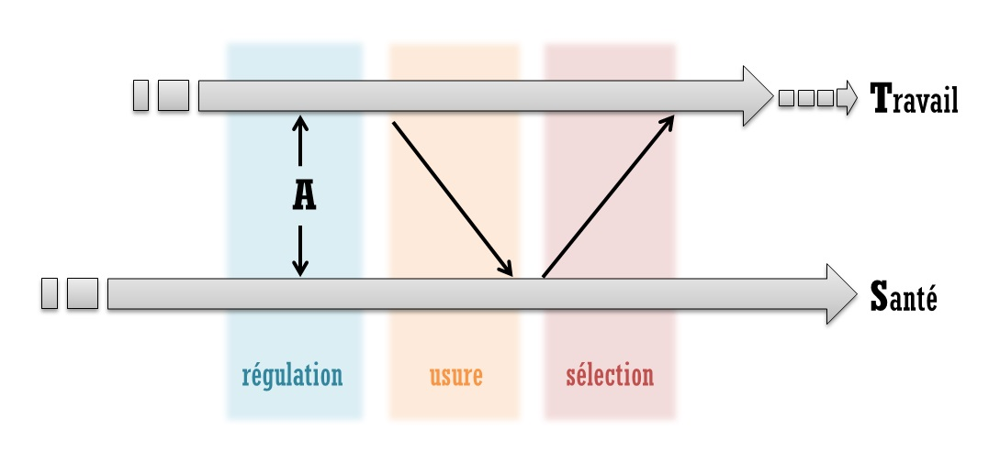 Travail
A
Santé
régulation
usure
sélection